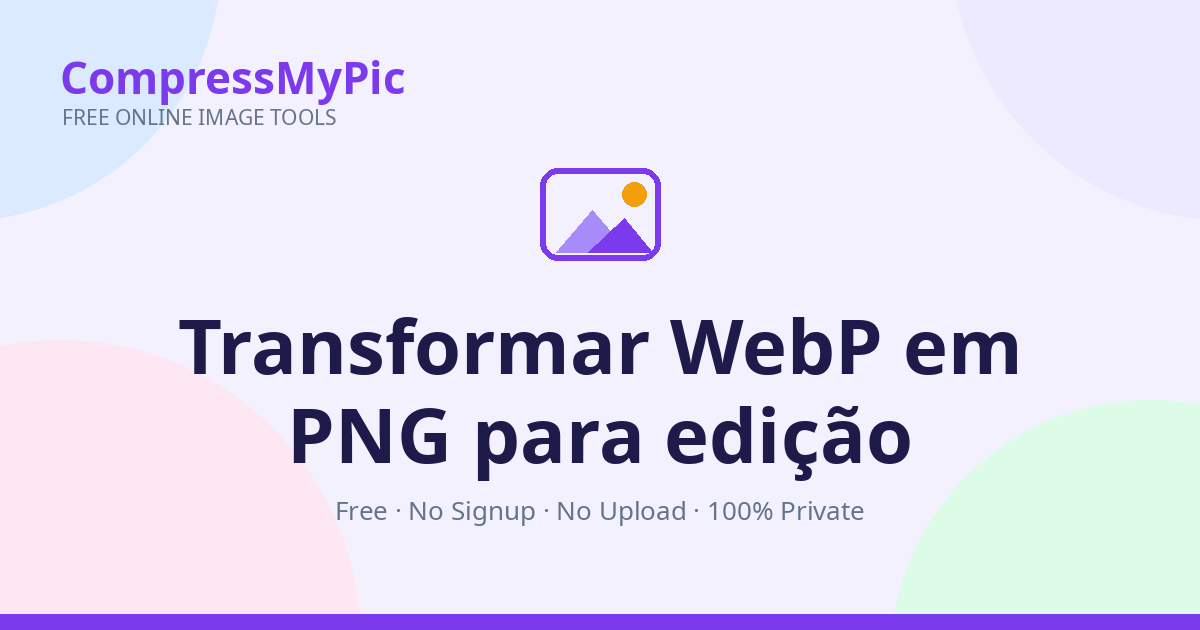 CompressMyPic
FREE ONLINE IMAGE TOOLS
Transformar WebP em
PNG para edição
Free · No Signup · No Upload · 100% Private